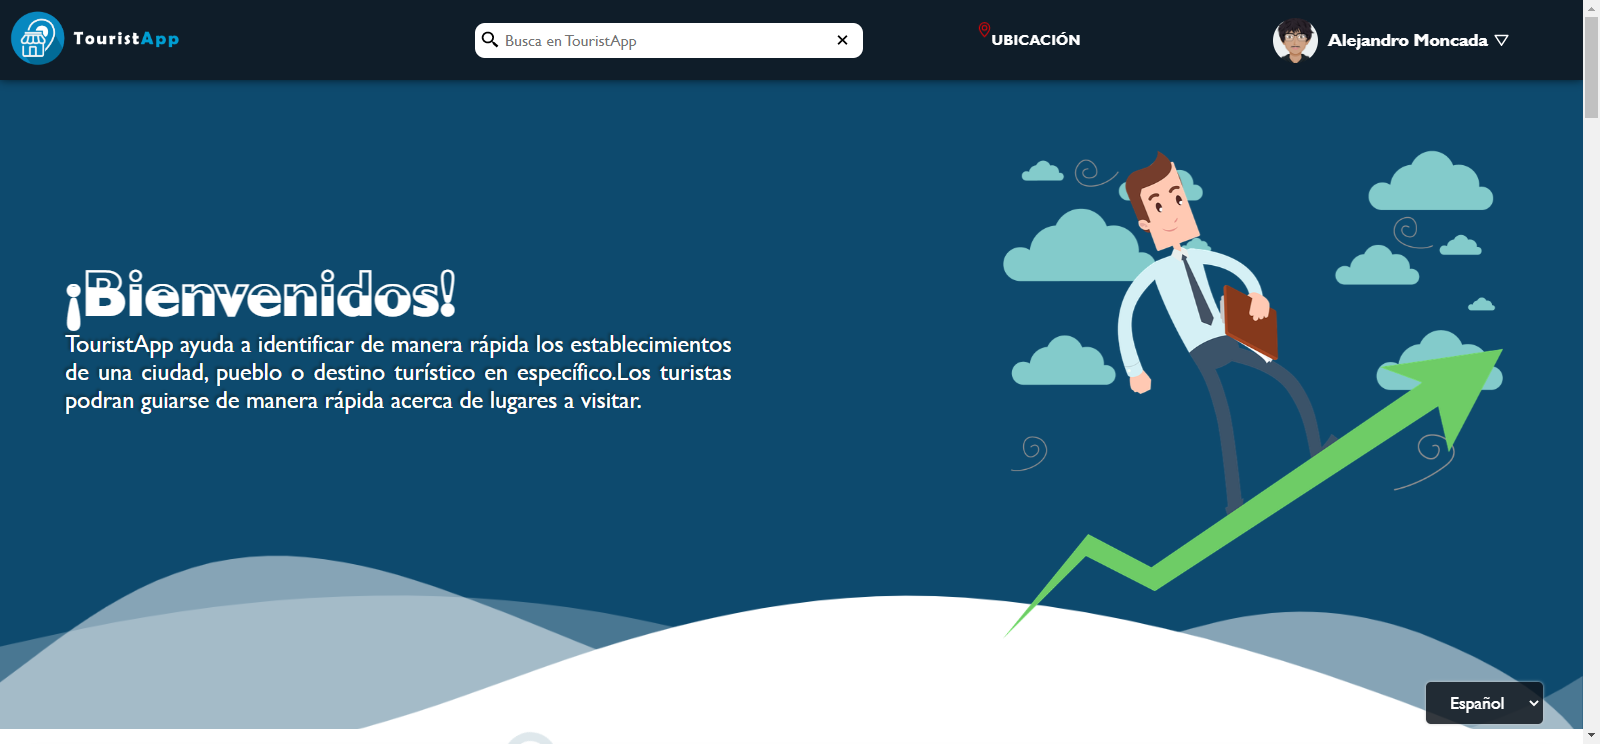 TouristApp
Busca en TouristApp
UBICACIÓN
Alejandro Moncada
¡Bienvenidos!
TouristApp ayuda a identificar de manera rápida los establecimientos
de una ciudad, pueblo o destino turístico en específico.Los turistas
podran guiarse de manera rápida acerca de lugares a visitar.
Español